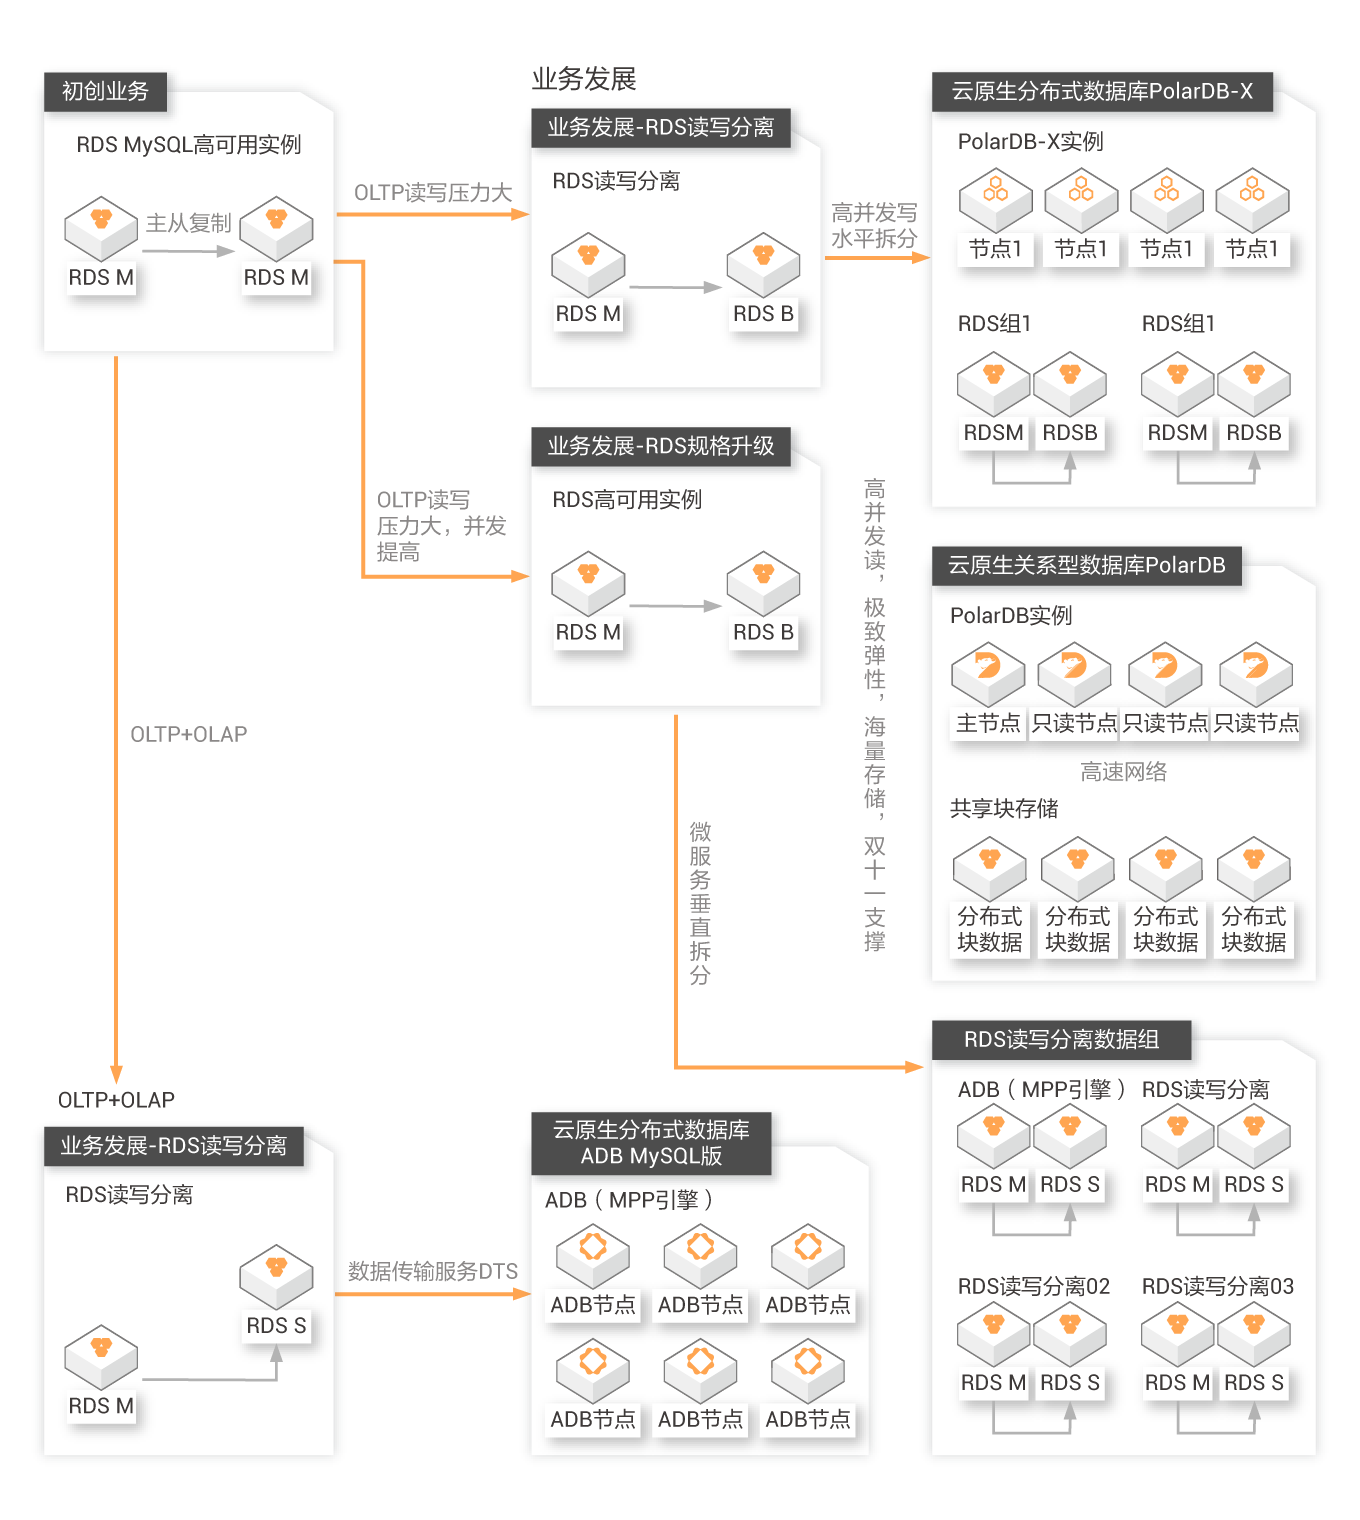 初创业务
RDS MySQL高可用实例
主从复制
RDS M
RDS M
OLTP读写压力大
业务发展
业务发展-RDS读写分离
RDS读写分离
RDS M
RDS B
高并发写
水平拆分
云原生分布式数据库PolarDB-X
PolarDB-X实例
节点1
节点1
节点1
节点1
RDS组1
RDS组1
RDSM
RDSB
RDSM
RDSB
OLTP读写
压力大，并发
提高
业务发展-RDS规格升级
RDS高可用实例
RDS M
RDS B
高并发读，极致弹性，海量存储，双十一支撑
云原生关系型数据库PolarDB
PolarDB实例
主节点
只读节点
只读节点
只读节点
高速网络
共享块存储
分布式
块数据
分布式
块数据
分布式
块数据
分布式
块数据
OLTP+OLAP
微服务垂直拆分
RDS读写分离数据组
ADB（MPP引擎）
RDS读写分离
RDS M
RDS S
RDS M
RDS S
RDS读写分离02
RDS读写分离03
RDS M
RDS S
RDS M
RDS S
OLTP+OLAP
业务发展-RDS读写分离
RDS读写分离
RDS S
RDS M
数据传输服务DTS
云原生分布式数据库
ADB MySQL版
ADB（MPP引擎）
ADB节点
ADB节点
ADB节点
ADB节点
ADB节点
ADB节点